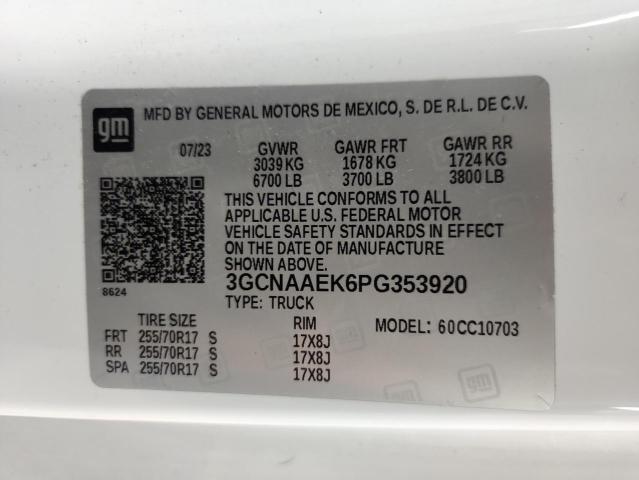 gm MFD BY GENERAL MOTORS DE MEXICO, S. DE R.L. DE C.V.
07/23 GVWR GAWR FRT GAWR RR
3039 KG 1678 KG 1724 KG
6700 LB 3700 LB 3800 LB
THIS VEHICLE CONFORMS TO ALL
APPLICABLE U.S. FEDERAL MOTOR
VEHICLE SAFETY STANDARDS IN EFFECT
ON THE DATE OF MANUFACTURE
SHOWN ABOVE.
8624
3GCNAAEK6PG353920
TYPE: TRUCK
TIRE SIZE RIM MODEL: 60CC10703
FRT 255/70R17 S 17X8J
RR 255/70R17 S 17X8J
SPA 255/70R17 S 17X8J
gm